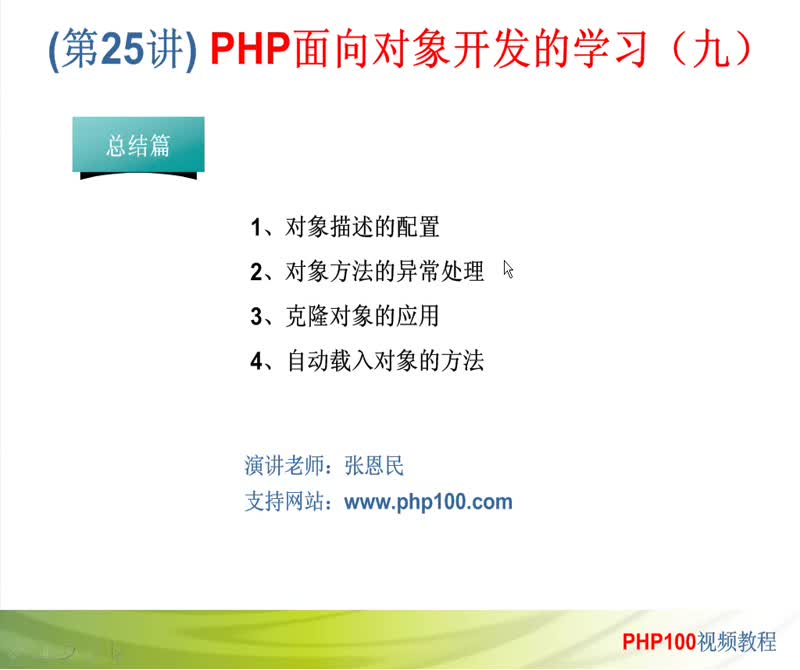 (第25讲) PHP面向对象开发的学习（九）
总结篇
1、对象描述的配置
2、对象方法的异常处理
3、克隆对象的应用
4、自动载入对象的方法
演讲老师：张恩民
支持网站：www.php100.com
PHP100视频教程